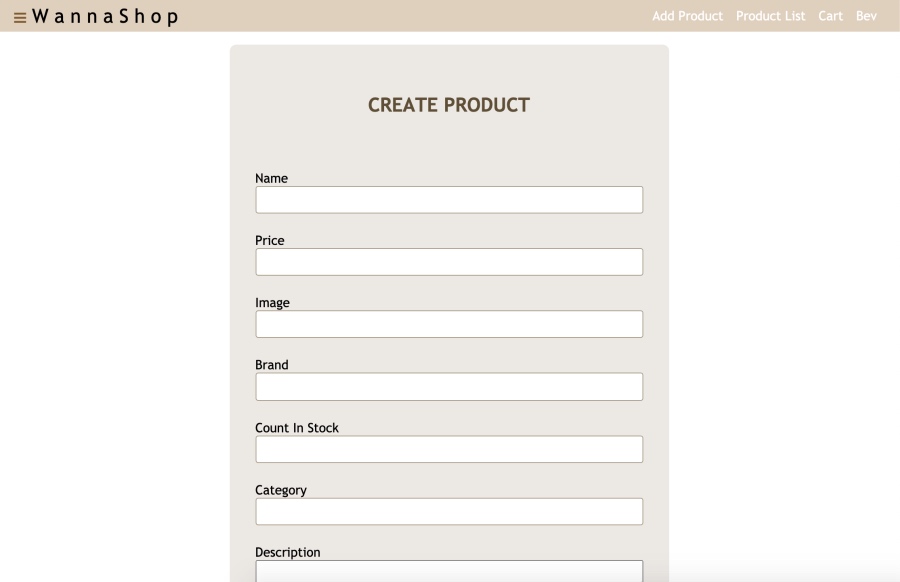 WannaShop
Add Product Product List Cart Bev
CREATE PRODUCT
Name
Price
Image
Brand
Count In Stock
Category
Description